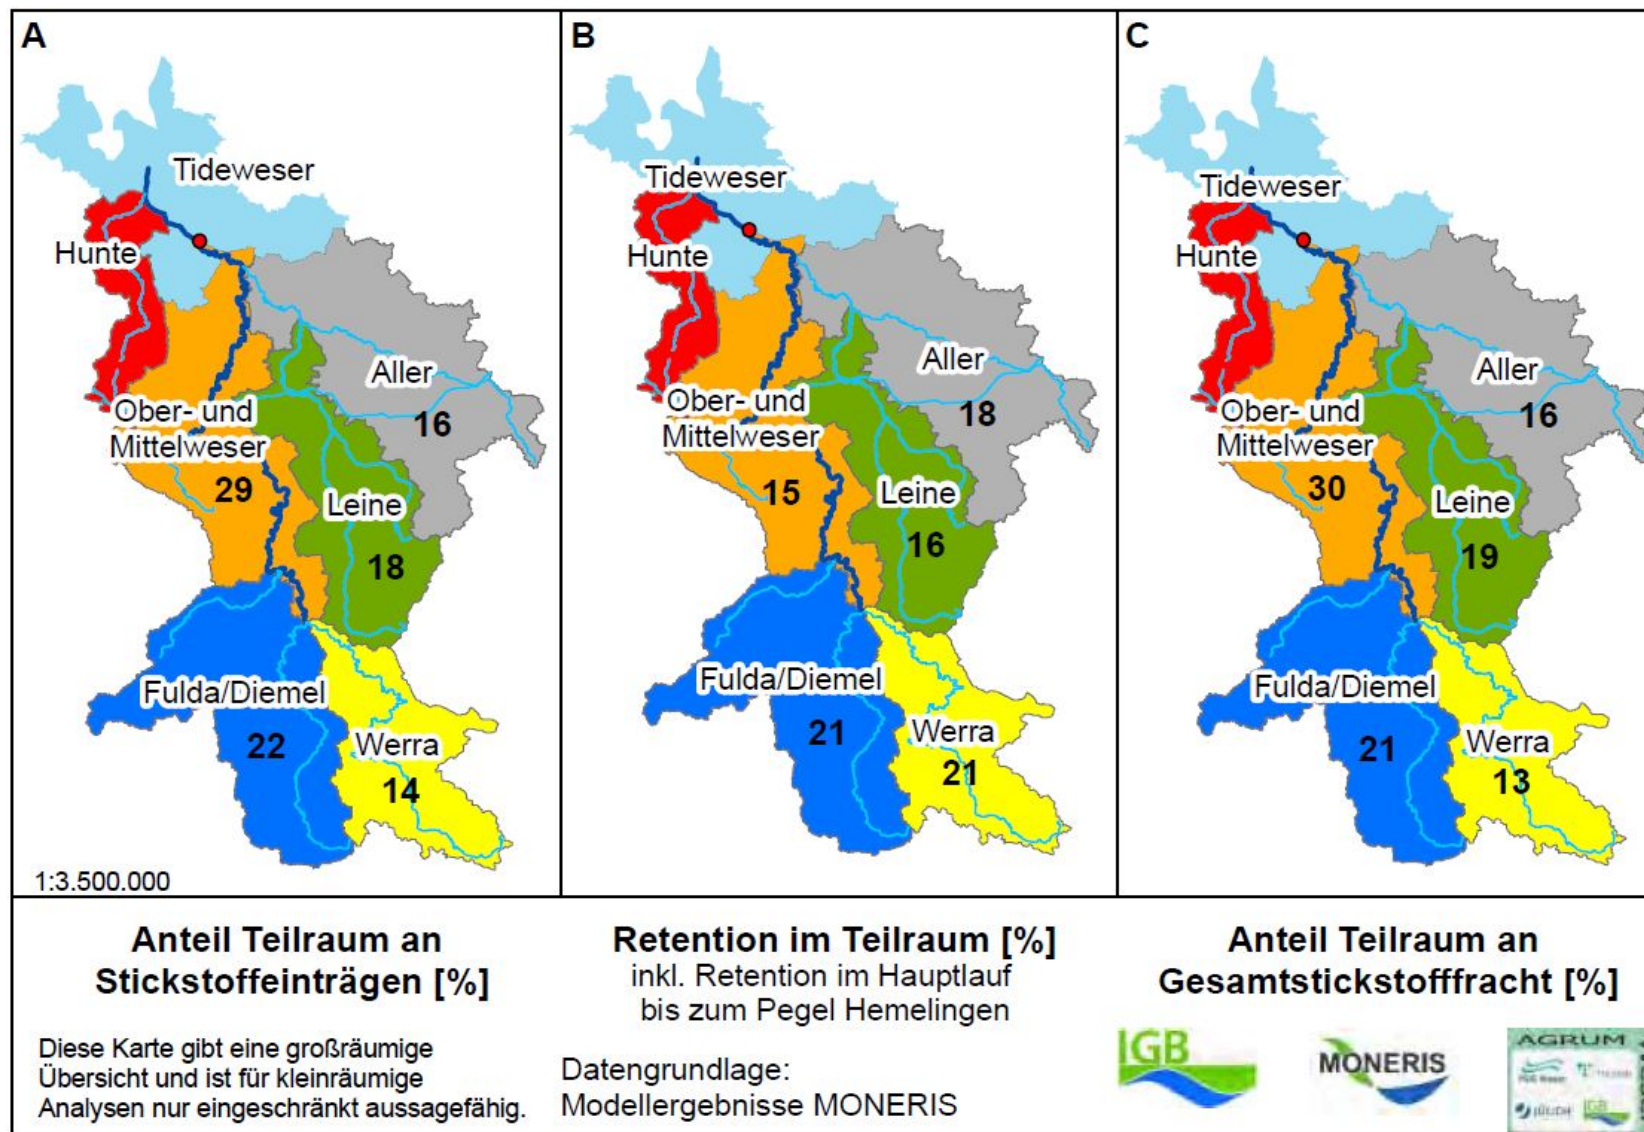 A
Tideweser
Hunte
Aller
16
Ober- und
Mittelweser
29
Leine
18
Fulda/Diemel
22
Werra
14
1:3.500.000
B
Tideweser
Hunte
Aller
18
Ober- und
Mittelweser
15
Leine
16
Fulda/Diemel
21
Werra
21
C
Tideweser
Hunte
Aller
16
Ober- und
Mittelweser
30
Leine
19
Fulda/Diemel
21
Werra
13
Anteil Teilraum an
Stickstoffeinträgen [%]
Diese Karte gibt eine großräumige
Übersicht und ist für kleinräumige
Analysen nur eingeschränkt aussagefähig.
Retention im Teilraum [%]
inkl. Retention im Hauptlauf
bis zum Pegel Hemelingen
Datengrundlage:
Modellergebnisse MONERIS
Anteil Teilraum an
Gesamtstickstofffracht [%]
IGB
MONERIS
AGRUM
JÜLICH
IGB